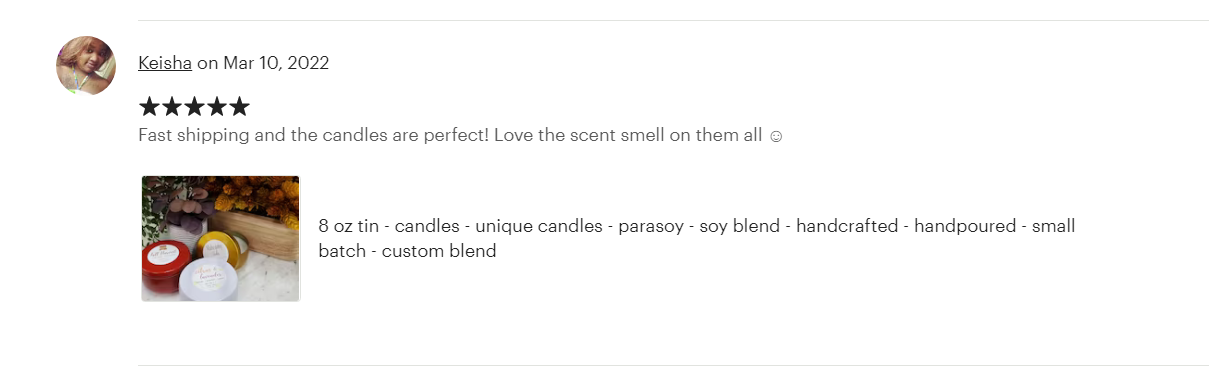 Keisha on Mar 10, 2022
★★★★★
Fast shipping and the candles are perfect! Love the scent smell on them all ☺
8 oz tin - candles - unique candles - parasoy - soy blend - handcrafted - handpoured - small
batch - custom blend